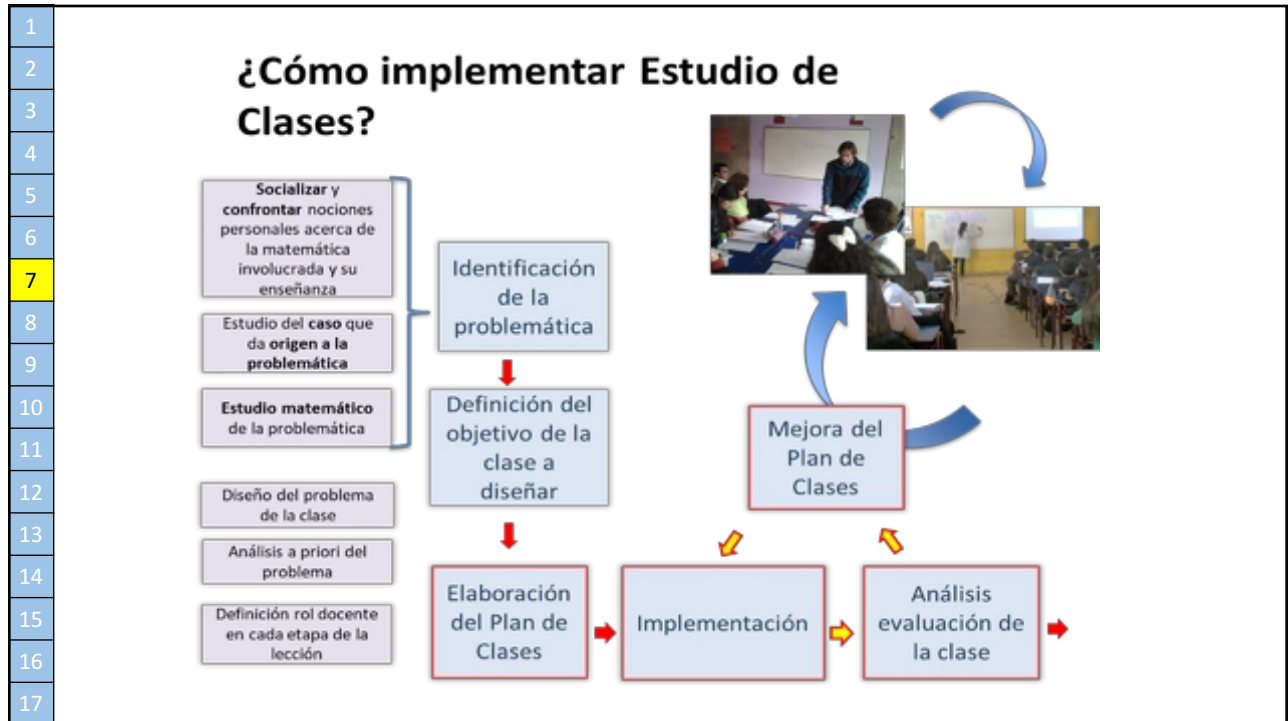 1
2
3
4
5
6
7
8
9
10
11
12
13
14
15
16
17
¿Cómo implementar Estudio de
Clases?
Socializar y
confrontar nociones
personales acerca de
la matemática
involucrada y su
enseñanza
Estudio del caso que
da origen a la
problemática
Estudio matemático
de la problemática
Diseño del problema
de la clase
Análisis a priori del
problema
Definición rol docente
en cada etapa de la
lección
Identificación
de la
problemática
Definición del
objetivo de la
clase a
diseñar
Elaboración
del Plan de
Clases
Implementación
Análisis
evaluación de
la clase
Mejora del
Plan de
Clases